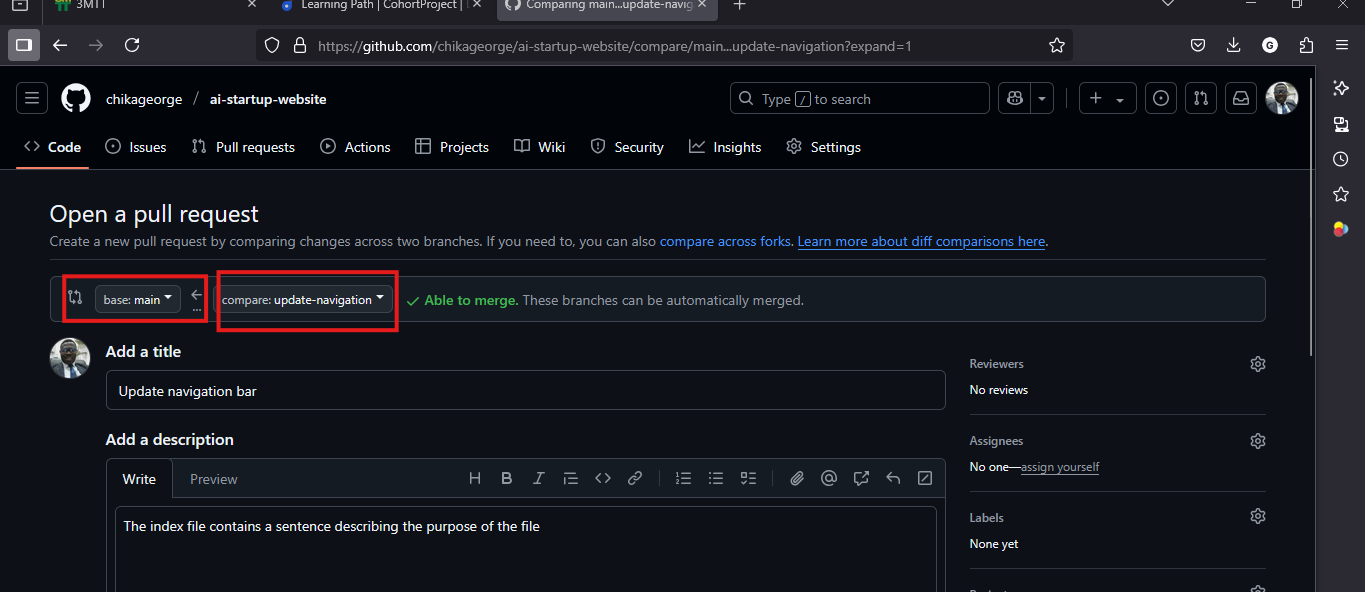 3MTT
Learning Path | CohortProject |
Comparing main...update-navig
https://github.com/chikageorge/ai-startup-website/compare/main...update-navigation?expand=1
G
chikageorge / ai-startup-website
Type / to search
Code Issues Pull requests Actions Projects Wiki Security Insights Settings
Open a pull request
Create a new pull request by comparing changes across two branches. If you need to, you can also compare across forks. Learn more about diff comparisons here.
base: main
compare: update-navigation
Able to merge. These branches can be automatically merged.
Add a title
Update navigation bar
Add a description
Write Preview
The index file contains a sentence describing the purpose of the file
Reviewers
No reviews
Assignees
No one—assign yourself
Labels
None yet